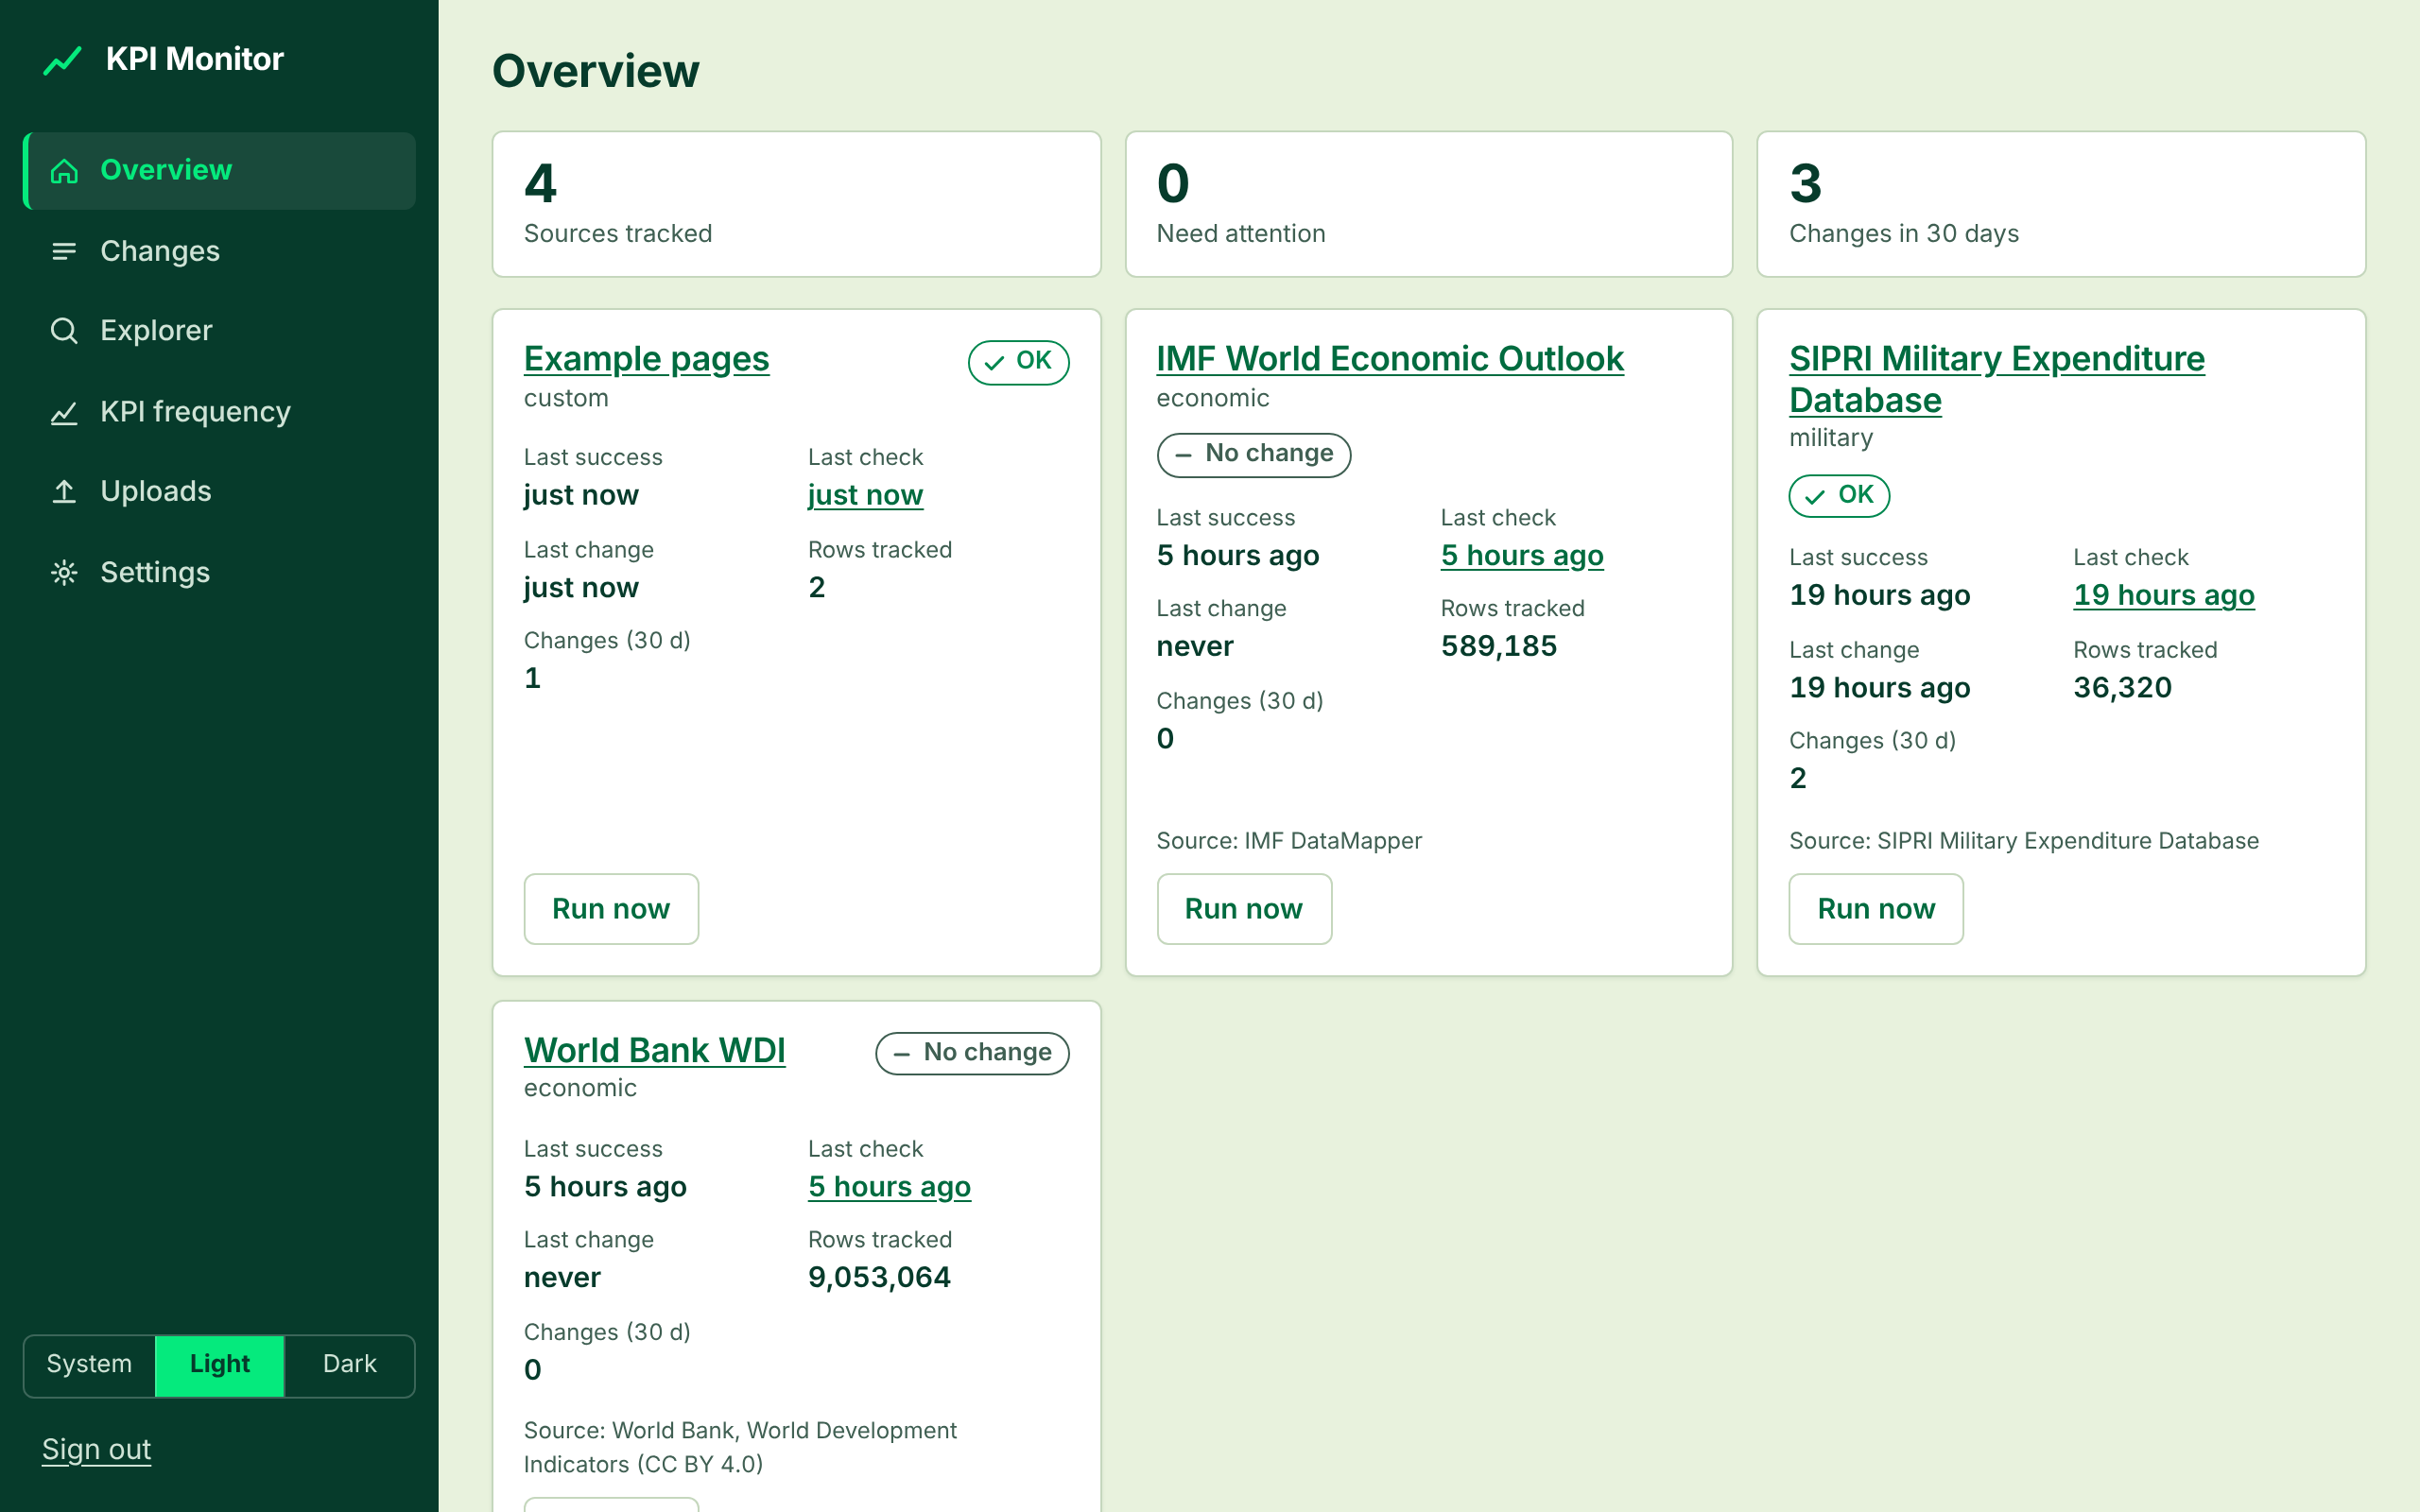 KPI Monitor
Overview
Changes
Explorer
KPI frequency
Uploads
Settings
System
Light
Dark
Sign out
Overview
4
Sources tracked
0
Need attention
3
Changes in 30 days
Example pages
OK
custom
Last success
Last check
just now
just now
Last change
Rows tracked
just now
2
Changes (30 d)
1
Run now
IMF World Economic Outlook
economic
No change
Last success
Last check
5 hours ago
5 hours ago
Last change
Rows tracked
never
589,185
Changes (30 d)
0
Source: IMF DataMapper
Run now
SIPRI Military Expenditure
Database
military
OK
Last success
Last check
19 hours ago
19 hours ago
Last change
Rows tracked
19 hours ago
36,320
Changes (30 d)
2
Source: SIPRI Military Expenditure Database
Run now
World Bank WDI
No change
economic
Last success
Last check
5 hours ago
5 hours ago
Last change
Rows tracked
never
9,053,064
Changes (30 d)
0
Source: World Bank, World Development
Indicators (CC BY 4.0)